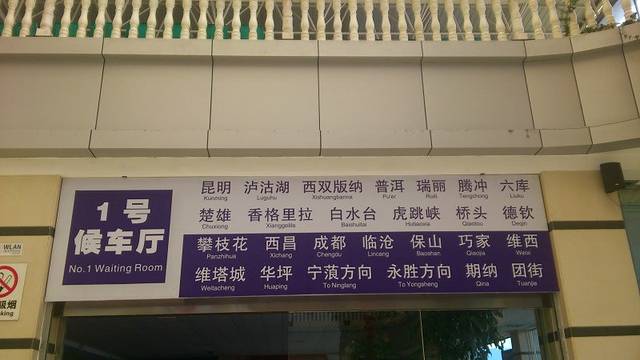 1号
候车厅
No.1 Waiting Room
昆明 泸沽湖 西双版纳 普洱 瑞丽 腾冲 六库
Kunming Luguhu Xishuangbanna Pu'er Ruili Tengchong Liuku
楚雄 香格里拉 白水台 虎跳峡 桥头 德钦
Chuxiong Xianggelila Baishuitai Hutiaoxia Qiaotou Deqin
攀枝花 西昌 成都 临沧 保山 巧家 维西
Panzhihua Xichang Chengdu Lincang Baoshan Qiaojia Weixi
维塔城 华坪 宁蒗方向 永胜方向 期纳 团街
Weitacheng Huaping To Ninglang To Yongsheng Qina Tuanjie
WLAN
吸烟
king